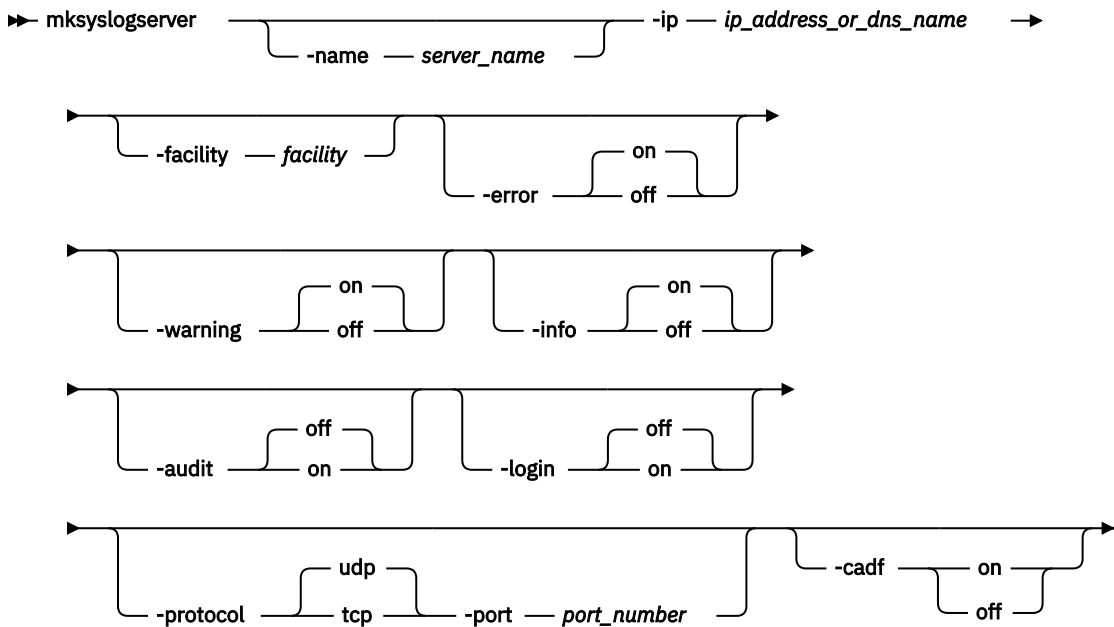 mksyslogserver -ip ip_address_or_dns_name
-name server_name
-facility facility
on
-error off
on on
-warning off -info off
off off
-audit on -login on
udp -cadf on
-protocol tcp -port port_number off